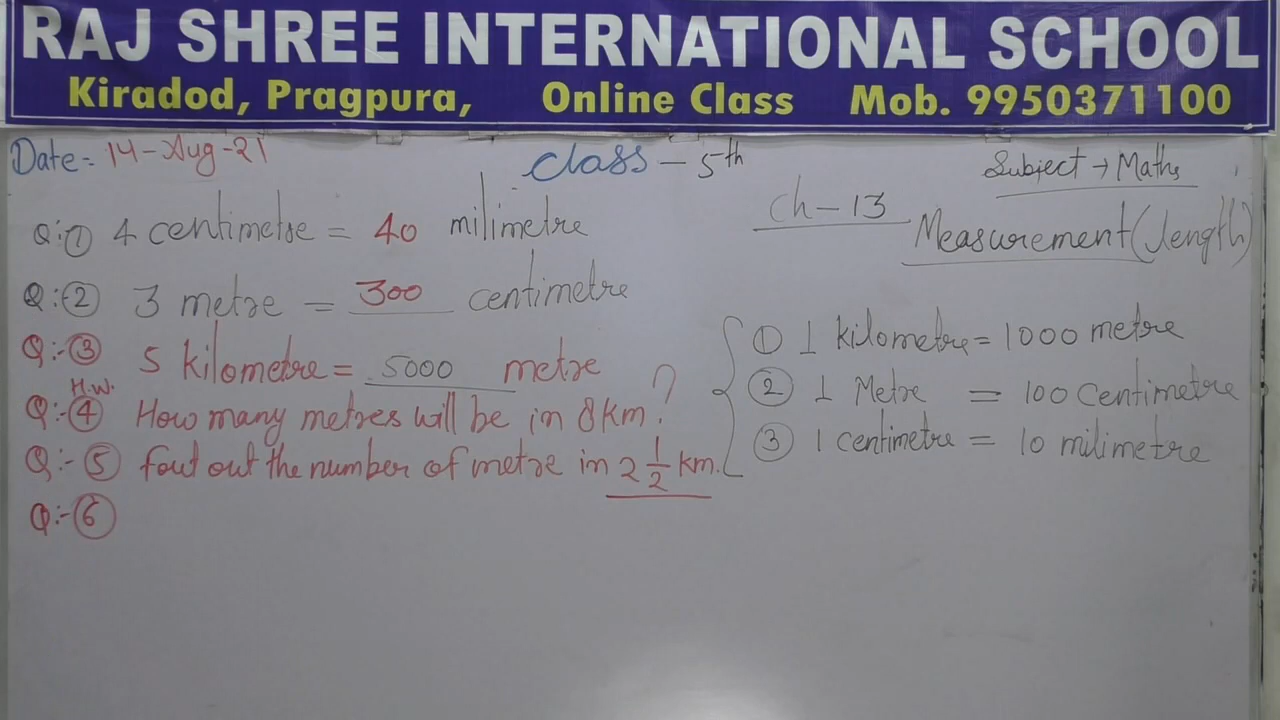 RAJ SHREE INTERNATIONAL SCHOOL
Kiradod, Pragpura, Online Class Mob. 9950371100
Date:- 14-Aug-21
Class - 5th
Subject → Maths
Ch-13
Measurement (length)
Q:① 4 centimetre = 40 milimetre
Q:-② 3 metre = 300 centimetre
Q:-③ 5 kilometre = 5000 metre
H.W.
Q:-④ How many metres will be in 8 km. ?
Q:-⑤ fout out the number of metre in 2 1/2 km.
Q:-⑥
① 1 kilometre = 1000 metre
② 1 Metre = 100 Centimetre
③ 1 centimetre = 10 milimetre